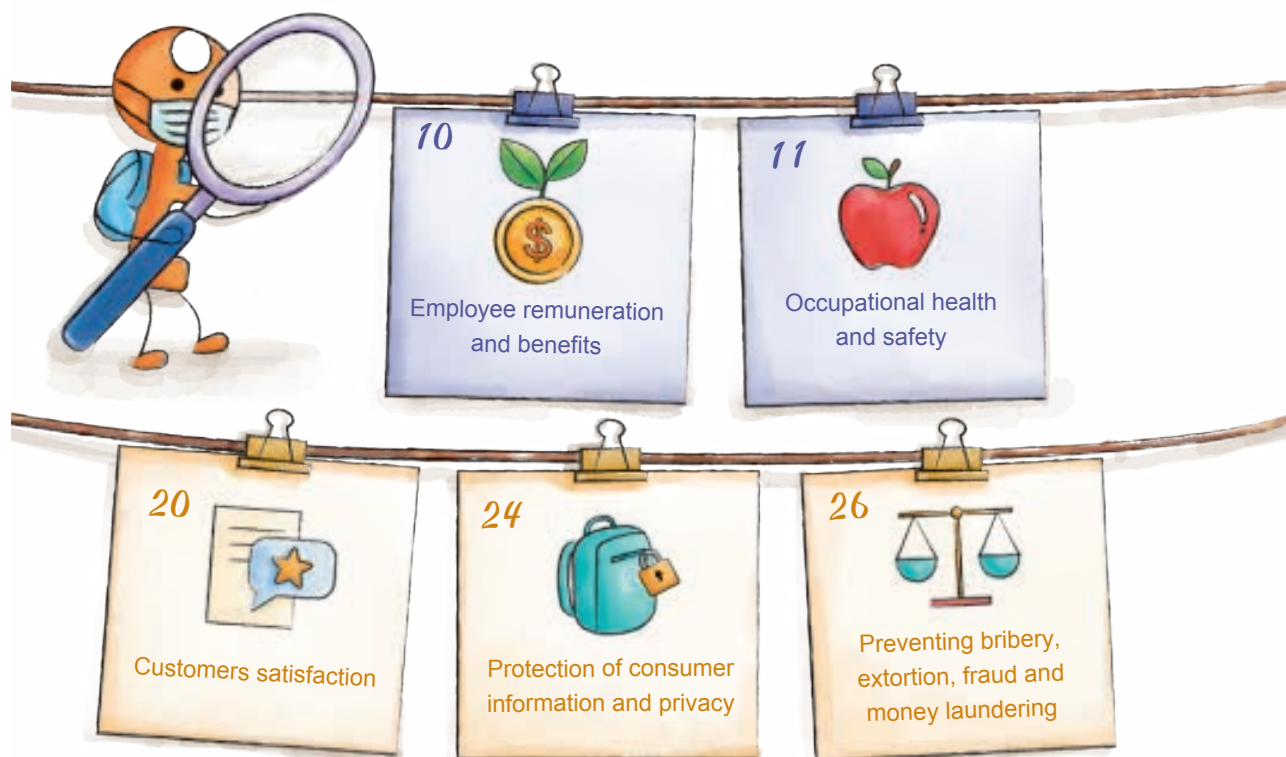 10
Employee remuneration
and benefits
11
Occupational health
and safety
20
Customers satisfaction
24
Protection of consumer
information and privacy
26
Preventing bribery,
extortion, fraud and
money laundering